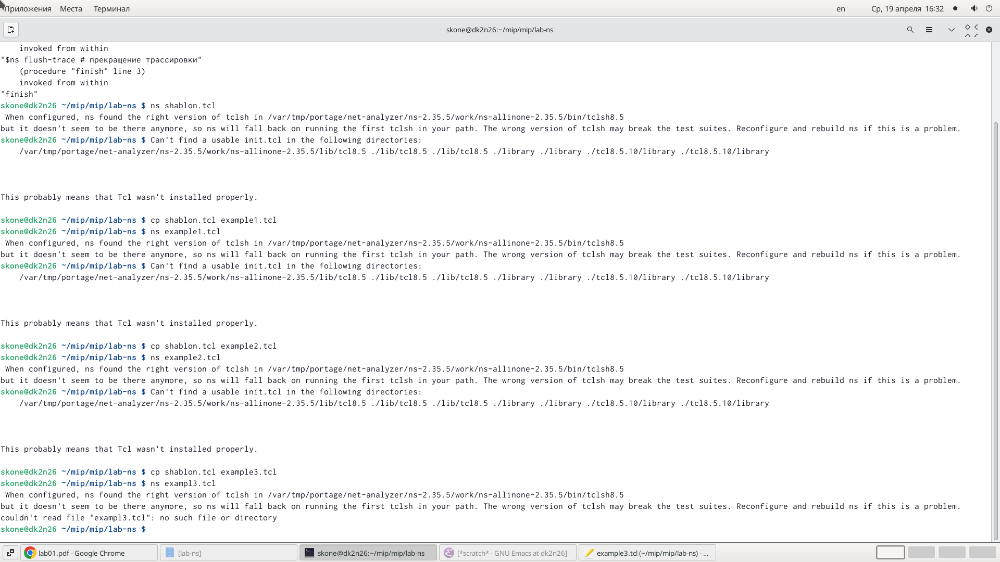 Приложения Места Терминал en Ср, 19 апреля 16:32
skone@dk2n26:~/mip/mip/lab-ns
    invoked from within
"$ns flush-trace # прекращение трассировки"
    (procedure "finish" line 3)
    invoked from within
"finish"
skone@dk2n26 ~/mip/mip/lab-ns $ ns shablon.tcl
 When configured, ns found the right version of tclsh in /var/tmp/portage/net-analyzer/ns-2.35.5/work/ns-allinone-2.35.5/bin/tclsh8.5
but it doesn't seem to be there anymore, so ns will fall back on running the first tclsh in your path. The wrong version of tclsh may break the test suites. Reconfigure and rebuild ns if this is a problem.
skone@dk2n26 ~/mip/mip/lab-ns $ Can't find a usable init.tcl in the following directories:
    /var/tmp/portage/net-analyzer/ns-2.35.5/work/ns-allinone-2.35.5/lib/tcl8.5 ./lib/tcl8.5 ./lib/tcl8.5 ./library ./library ./tcl8.5.10/library ./tcl8.5.10/library
This probably means that Tcl wasn't installed properly.
skone@dk2n26 ~/mip/mip/lab-ns $ cp shablon.tcl example1.tcl
skone@dk2n26 ~/mip/mip/lab-ns $ ns example1.tcl
 When configured, ns found the right version of tclsh in /var/tmp/portage/net-analyzer/ns-2.35.5/work/ns-allinone-2.35.5/bin/tclsh8.5
but it doesn't seem to be there anymore, so ns will fall back on running the first tclsh in your path. The wrong version of tclsh may break the test suites. Reconfigure and rebuild ns if this is a problem.
skone@dk2n26 ~/mip/mip/lab-ns $ Can't find a usable init.tcl in the following directories:
    /var/tmp/portage/net-analyzer/ns-2.35.5/work/ns-allinone-2.35.5/lib/tcl8.5 ./lib/tcl8.5 ./lib/tcl8.5 ./library ./library ./tcl8.5.10/library ./tcl8.5.10/library
This probably means that Tcl wasn't installed properly.
skone@dk2n26 ~/mip/mip/lab-ns $ cp shablon.tcl example2.tcl
skone@dk2n26 ~/mip/mip/lab-ns $ ns example2.tcl
 When configured, ns found the right version of tclsh in /var/tmp/portage/net-analyzer/ns-2.35.5/work/ns-allinone-2.35.5/bin/tclsh8.5
but it doesn't seem to be there anymore, so ns will fall back on running the first tclsh in your path. The wrong version of tclsh may break the test suites. Reconfigure and rebuild ns if this is a problem.
skone@dk2n26 ~/mip/mip/lab-ns $ Can't find a usable init.tcl in the following directories:
    /var/tmp/portage/net-analyzer/ns-2.35.5/work/ns-allinone-2.35.5/lib/tcl8.5 ./lib/tcl8.5 ./lib/tcl8.5 ./library ./library ./tcl8.5.10/library ./tcl8.5.10/library
This probably means that Tcl wasn't installed properly.
skone@dk2n26 ~/mip/mip/lab-ns $ cp shablon.tcl example3.tcl
skone@dk2n26 ~/mip/mip/lab-ns $ ns exampl3.tcl
 When configured, ns found the right version of tclsh in /var/tmp/portage/net-analyzer/ns-2.35.5/work/ns-allinone-2.35.5/bin/tclsh8.5
but it doesn't seem to be there anymore, so ns will fall back on running the first tclsh in your path. The wrong version of tclsh may break the test suites. Reconfigure and rebuild ns if this is a problem.
couldn't read file "exampl3.tcl": no such file or directory
skone@dk2n26 ~/mip/mip/lab-ns $
lab01.pdf - Google Chrome [lab-ns] skone@dk2n26:~/mip/mip/lab-ns [*scratch* - GNU Emacs at dk2n26] example3.tcl (~/mip/mip/lab-ns) - ...